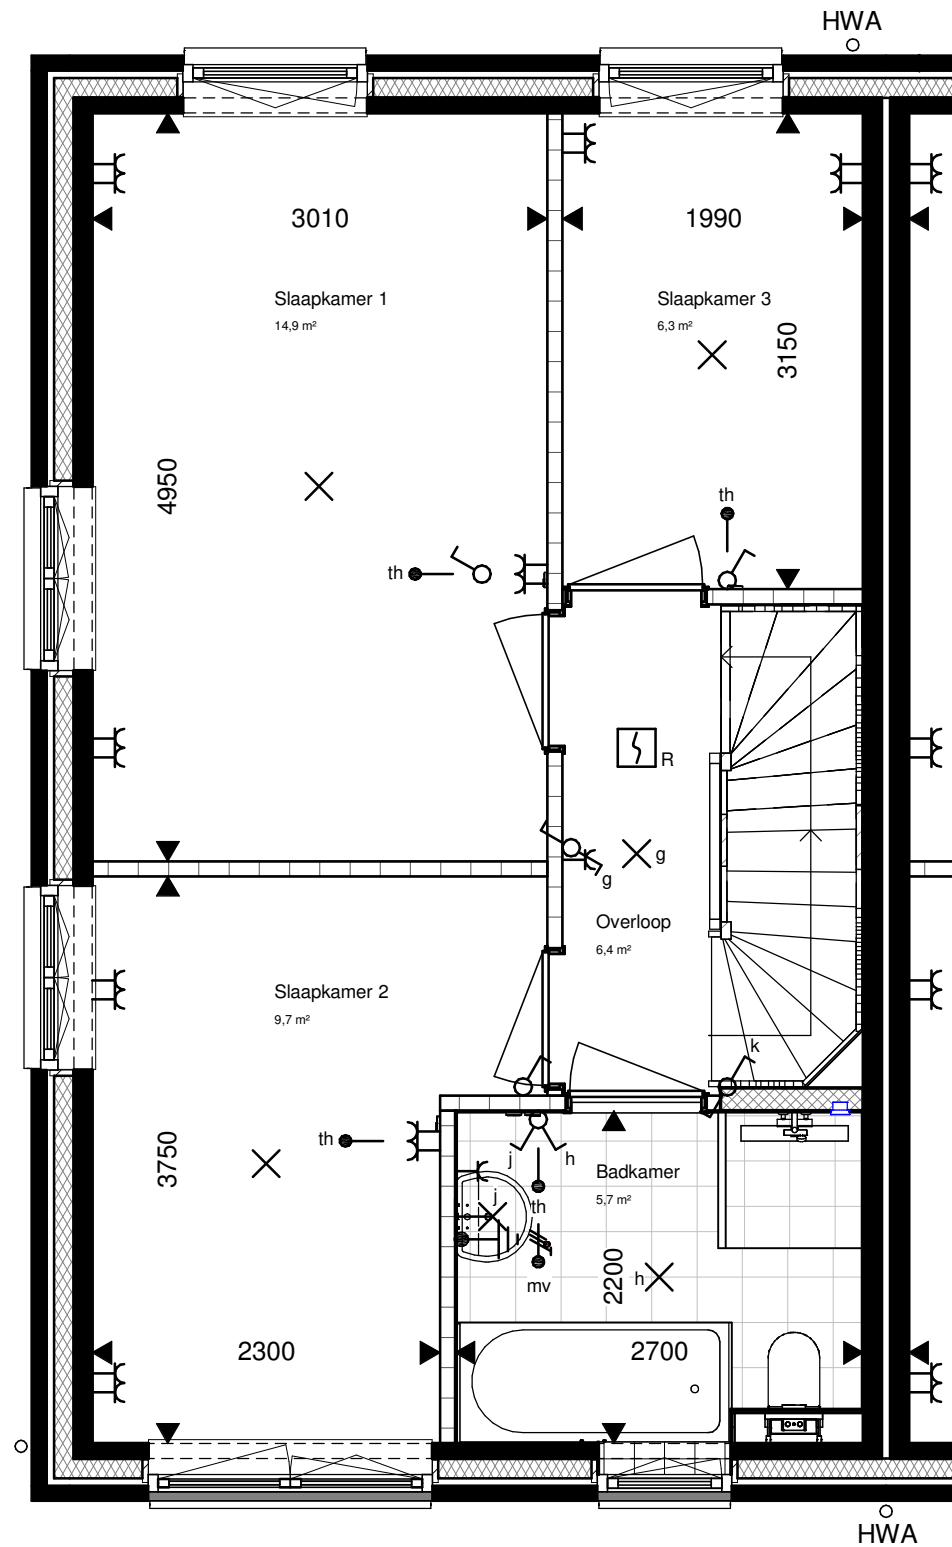 HWA
3010
1990
Slaapkamer 1
14,9 m²
Slaapkamer 3
6,3 m²
3150
4950
th
th
R
g
g
Overloop
6,4 m²
Slaapkamer 2
9,7 m²
k
th
3750
j
h
Badkamer
5,7 m²
j
th
mv
2200
h
2300
2700
HWA